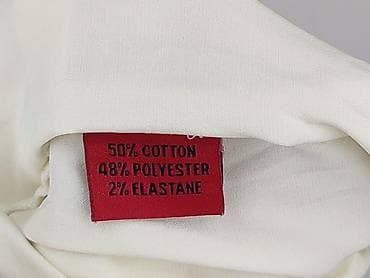 50% COTTON
48% POLYESTER
2% ELASTANE